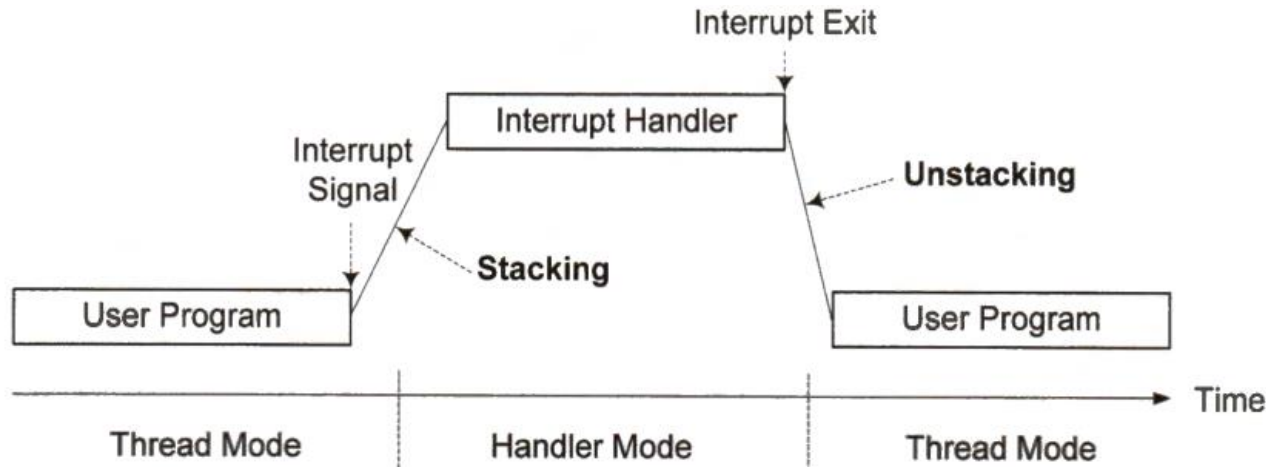 Interrupt Exit
Interrupt Handler
Interrupt
Signal
Unstacking
Stacking
User Program
User Program
Time
Thread Mode
Handler Mode
Thread Mode